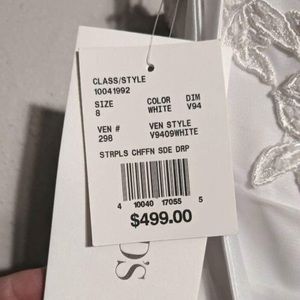 CLASS/STYLE
10041992
SIZE COLOR DIM
8 WHITE V94
VEN # VEN STYLE
298 V9409WHITE
STRPLS CHFFN SDE DRP
4 10040 17055 5
$499.00